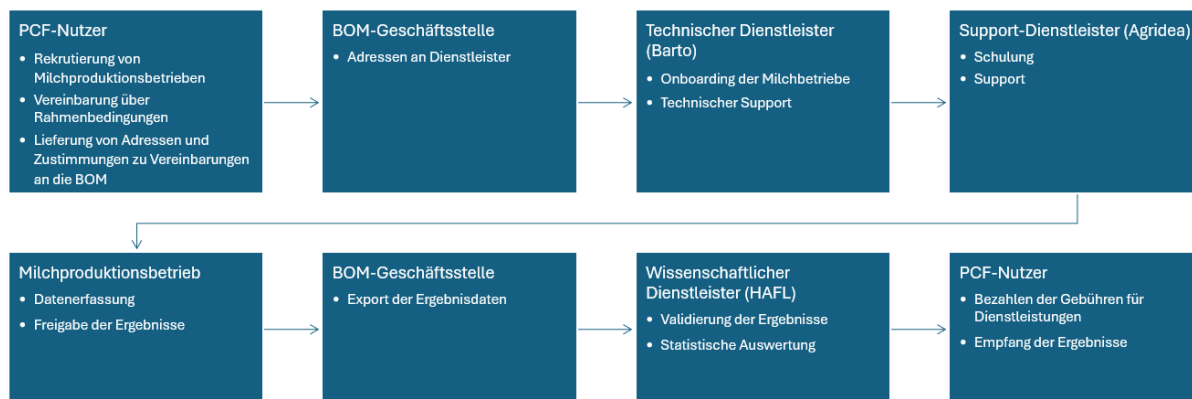 PCF-Nutzer
• Rekrutierung von
Milchproduktionsbetrieben
• Vereinbarung über
Rahmenbedingungen
• Lieferung von Adressen und
Zustimmungen zu Vereinbarungen
an die BOM
BOM-Geschäftsstelle
• Adressen an Dienstleister
Technischer Dienstleister
(Barto)
• Onboarding der Milchbetriebe
• Technischer Support
Support-Dienstleister (Agridea)
• Schulung
• Support
Milchproduktionsbetrieb
• Datenerfassung
• Freigabe der Ergebnisse
BOM-Geschäftsstelle
• Export der Ergebnisdaten
Wissenschaftlicher
Dienstleister (HAFL)
• Validierung der Ergebnisse
• Statistische Auswertung
PCF-Nutzer
• Bezahlen der Gebühren für
Dienstleistungen
• Empfang der Ergebnisse